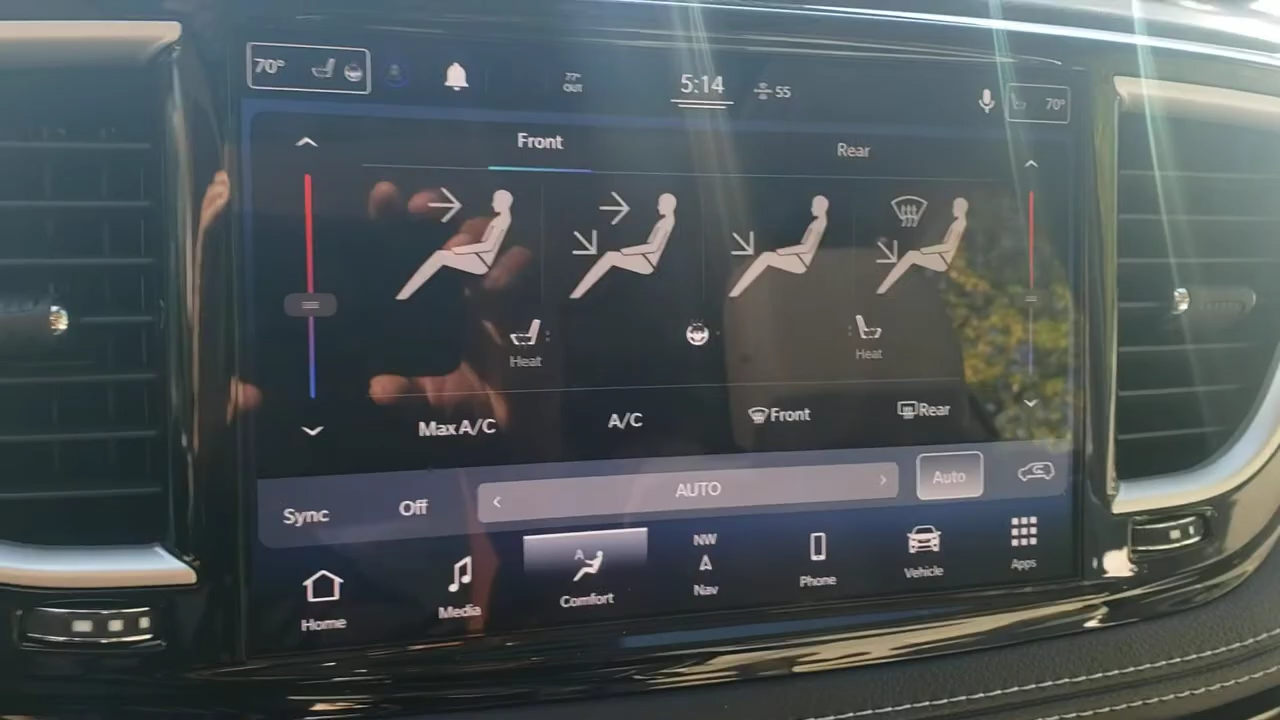 70°
77°
OUT
5:14
55
70°
Front
Rear
Heat
Heat
Max A/C
A/C
Front
Rear
Sync
Off
AUTO
Auto
A
NW
Home
Media
Comfort
Nav
Phone
Vehicle
Apps